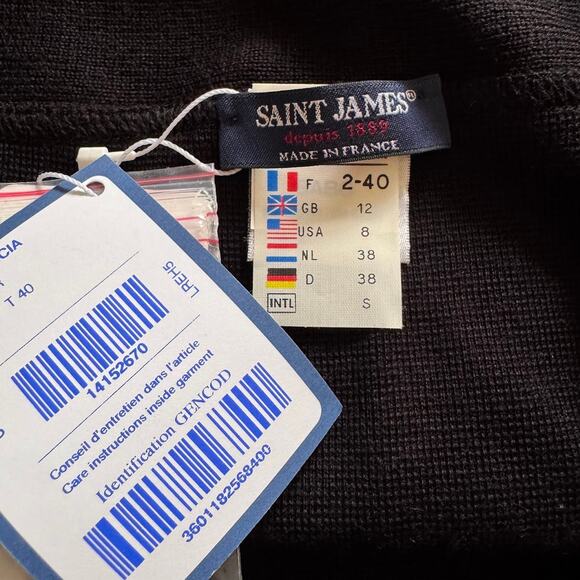 SAINT JAMES®
depuis 1889
MADE IN FRANCE
F 2-40
GB 12
USA 8
NL 38
D 38
INTL S
CIA
T 40
LREH5
14152670
Conseil d'entretien dans l'article
Care instructions inside garment
Identification GENCOD
3601182568400